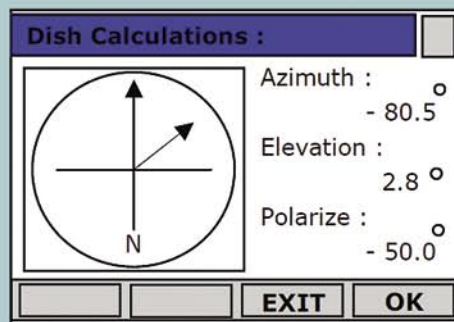 Dish Calculations :
Azimuth :
- 80.5°
Elevation :
2.8 °
Polarize :
- 50.0°
N
EXIT OK